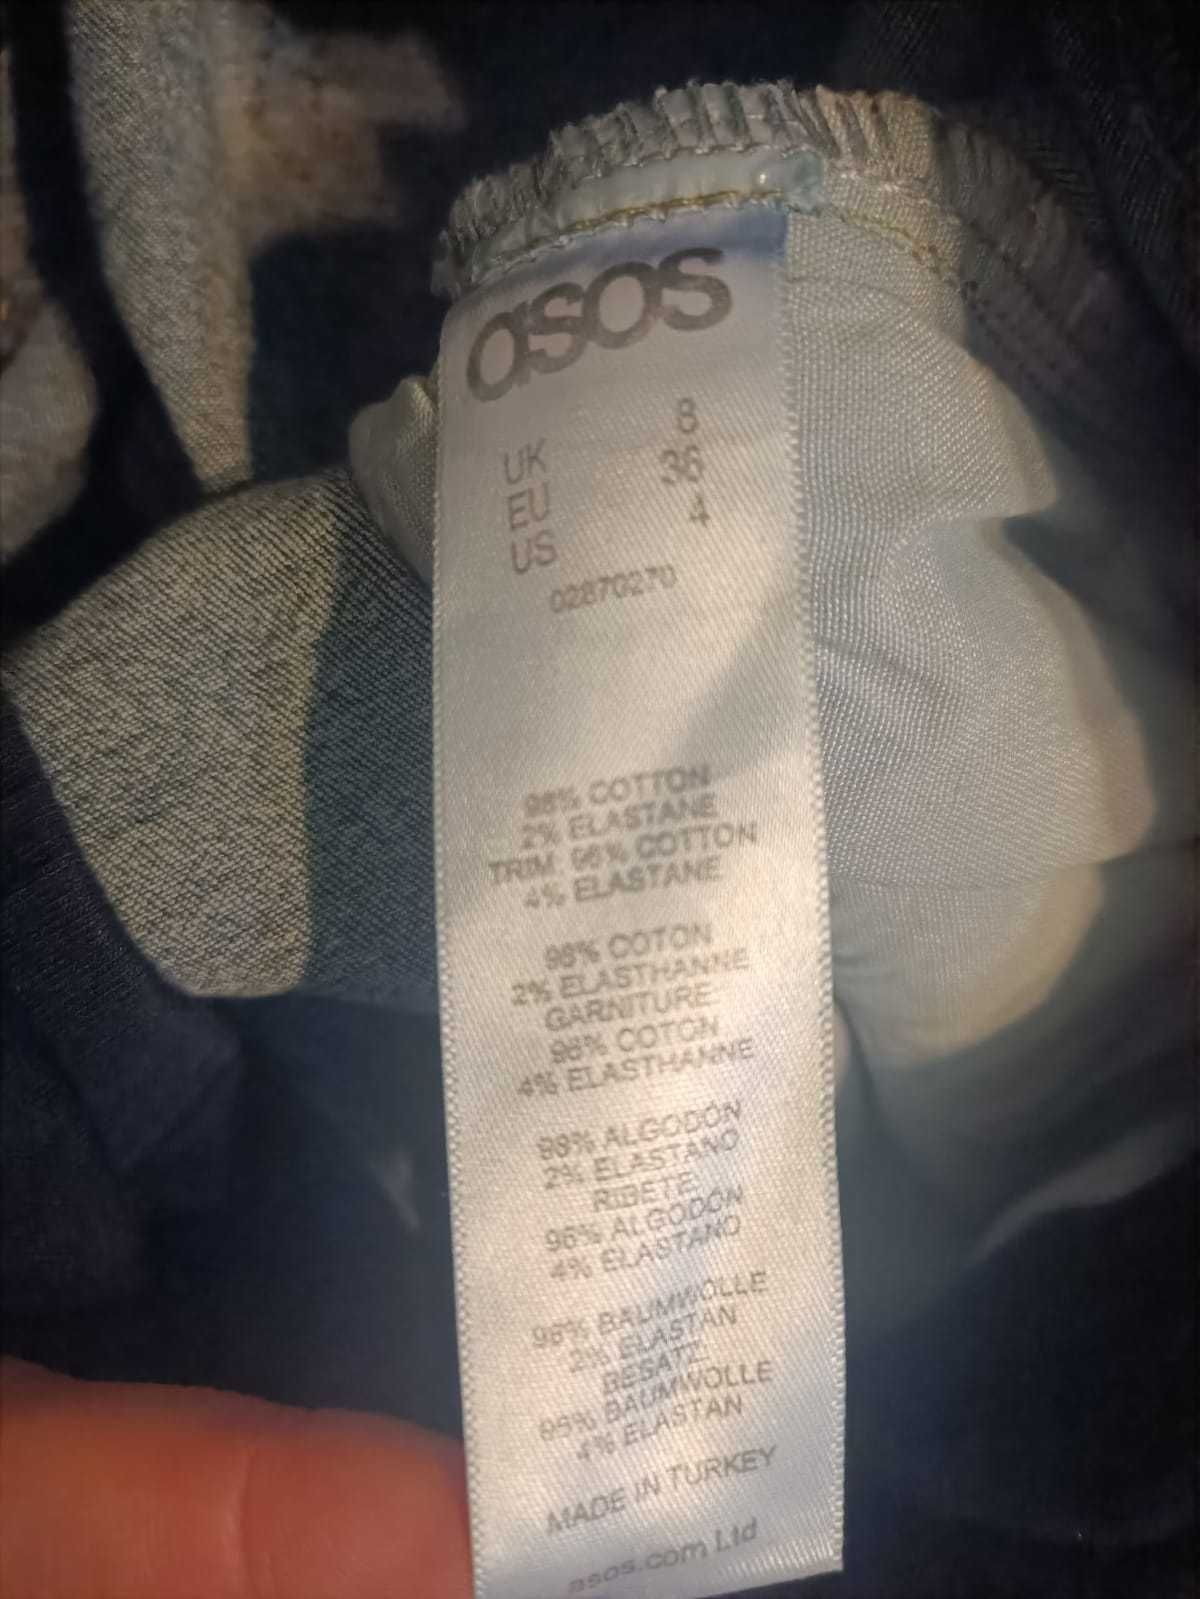 asos
UK 8
EU 36
US 4
02870270
98% COTTON
2% ELASTANE
TRIM: 96% COTTON
4% ELASTANE
98% COTON
2% ELASTHANNE
GARNITURE:
96% COTON
4% ELASTHANNE
98% ALGODÓN
2% ELASTANO
RIBETE:
96% ALGODÓN
4% ELASTANO
98% BAUMWOLLE
2% ELASTAN
BESATZ
96% BAUMWOLLE
4% ELASTAN
MADE IN TURKEY
asos.com Ltd